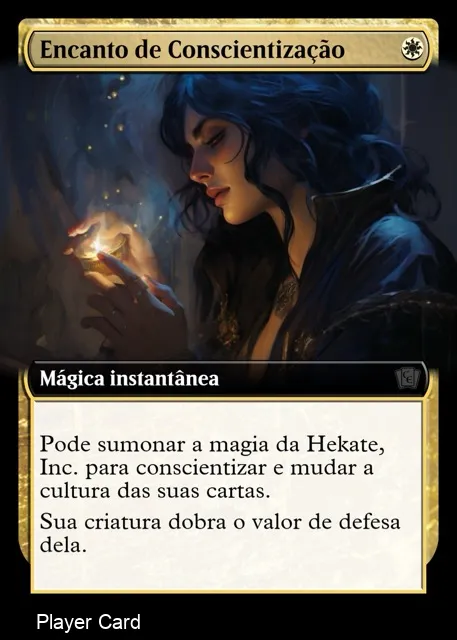 Encanto de Conscientização
Mágica instantânea
Pode sumonar a magia da Hekate,
Inc. para conscientizar e mudar a
cultura das suas cartas.
Sua criatura dobra o valor de defesa
dela.
Player Card